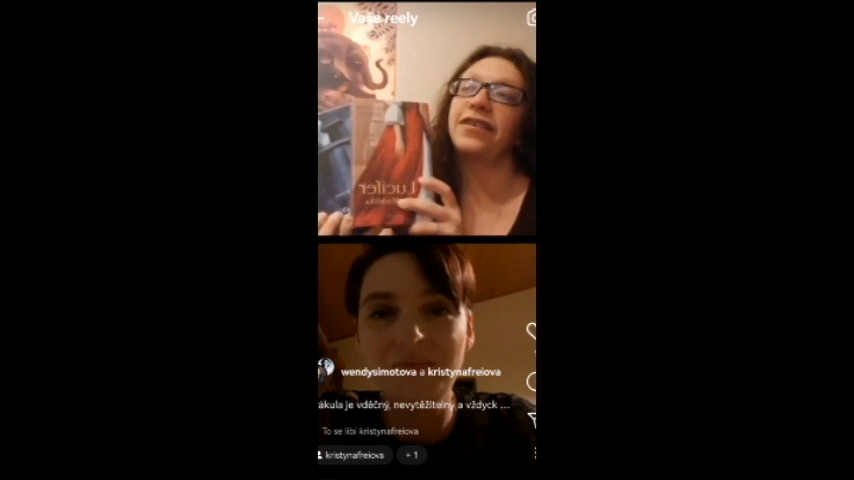 Vaše reely
Lucifer
wendysimotova a kristynafreiova
ákula je vděčný, nevytěžitelný a vždyck ...
To se líbí kristynafreiova
kristynafreiova
+ 1